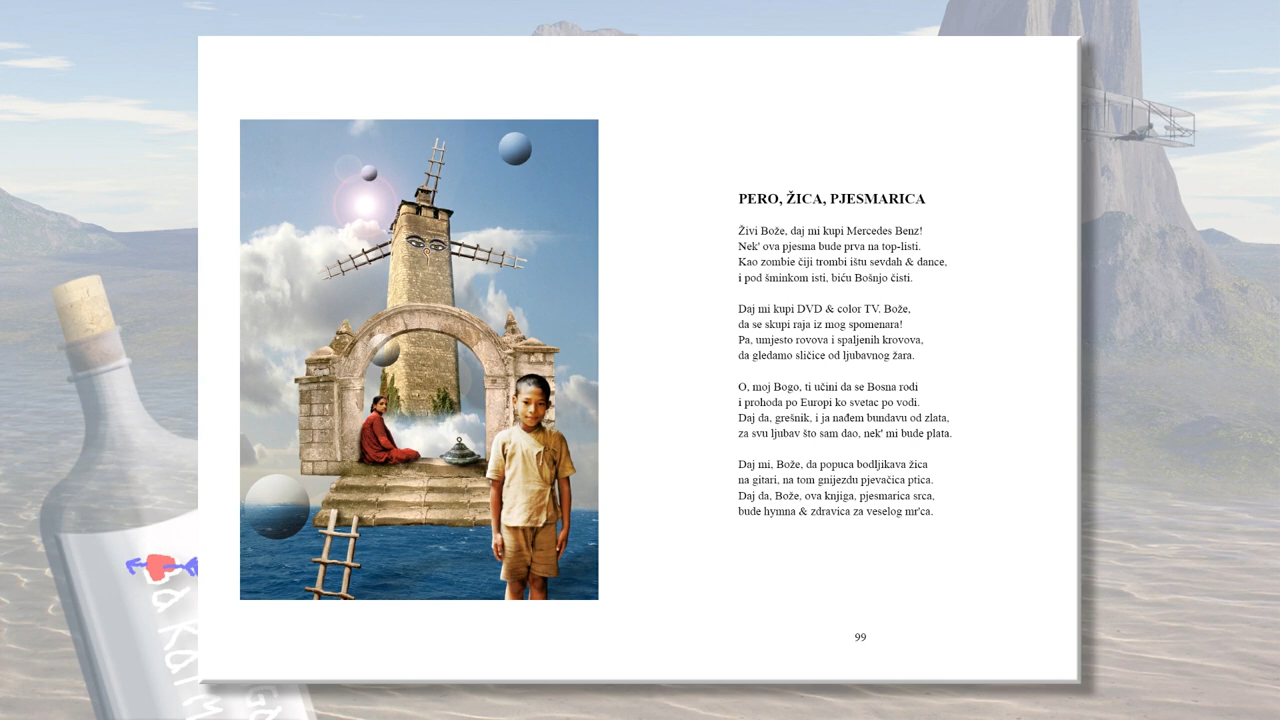 PERO, ŽICA, PJESMARICA
Živi Bože, daj mi kupi Mercedes Benz!
Nek' ova pjesma bude prva na top-listi.
Kao zombie čiji trombi ištu sevdah & dance,
i pod šminkom isti, biću Bošnjo čisti.
Daj mi kupi DVD & color TV. Bože,
da se skupi raja iz mog spomenara!
Pa, umjesto rovova i spaljenih krovova,
da gledamo sličice od ljubavnog žara.
O, moj Bogo, ti učini da se Bosna rodi
i prohoda po Europi ko svetac po vodi.
Daj da, grešnik, i ja nađem bundavu od zlata,
za svu ljubav što sam dao, nek' mi bude plata.
Daj mi, Bože, da popuca bodljikava žica
na gitari, na tom gnijezdu pjevačica ptica.
Daj da, Bože, ova knjiga, pjesmarica srca,
bude hymna & zdravica za veselog mr'ca.
99